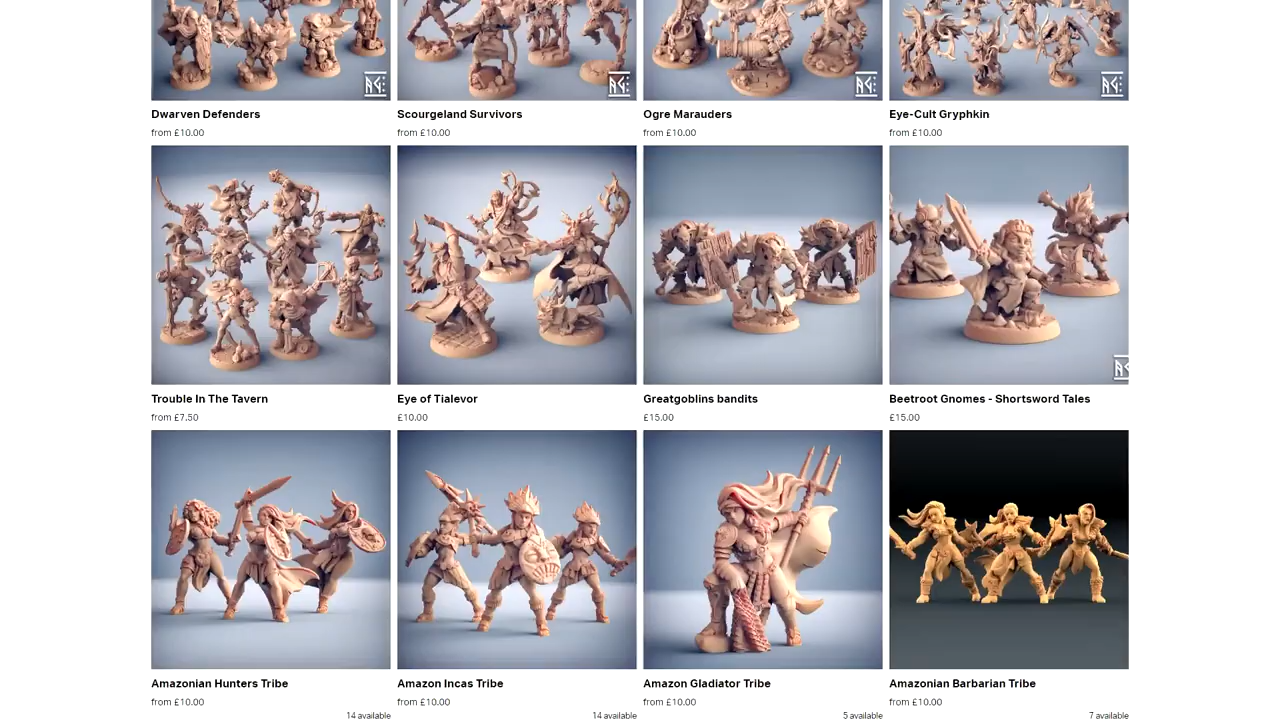 Dwarven Defenders
from £10.00
Scourgeland Survivors
from £10.00
Ogre Marauders
from £10.00
Eye-Cult Gryphkin
from £10.00
Trouble In The Tavern
from £7.50
Eye of Tialevor
£10.00
Greatgoblins bandits
£15.00
Beetroot Gnomes - Shortsword Tales
£15.00
Amazonian Hunters Tribe
from £10.00
14 available
Amazon Incas Tribe
from £10.00
14 available
Amazon Gladiator Tribe
from £10.00
5 available
Amazonian Barbarian Tribe
from £10.00
7 available